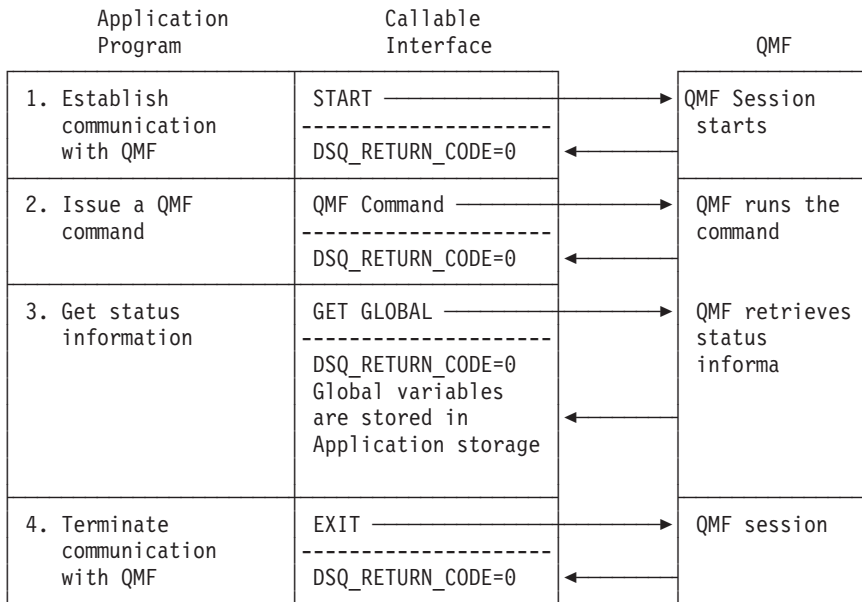 Application Callable
Program Interface QMF
1. Establish START QMF Session
communication starts
with QMF DSQ_RETURN_CODE=0
2. Issue a QMF QMF Command QMF runs the
command command
DSQ_RETURN_CODE=0
3. Get status GET GLOBAL QMF retrieves
information status
DSQ_RETURN_CODE=0 informa
Global variables
are stored in
Application storage
4. Terminate EXIT QMF session
communication
with QMF DSQ_RETURN_CODE=0